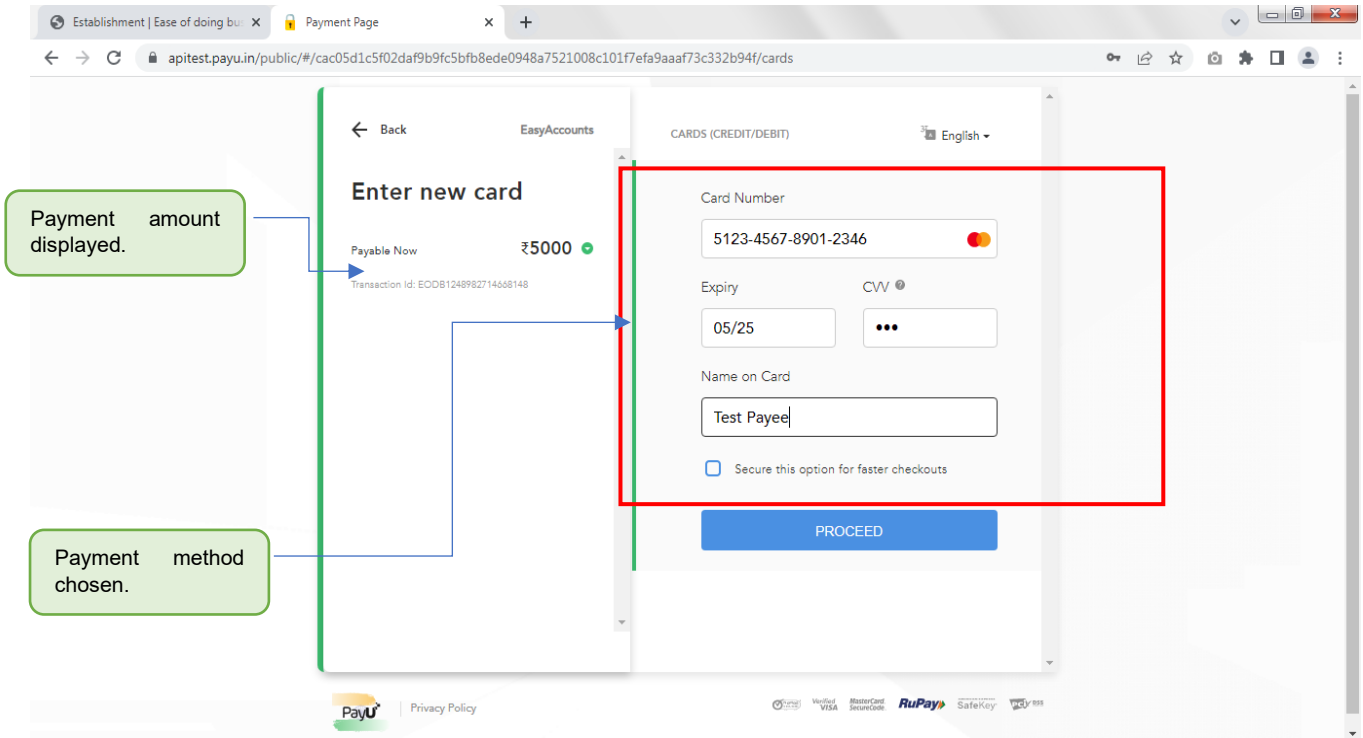 Establishment | Ease of doing bu
Payment Page
apitest.payu.in/public/#/cac05d1c5f02daf9b9fc5bfb8ede0948a7521008c101f7efa9aaaf73c332b94f/cards
Back
EasyAccounts
CARDS (CREDIT/DEBIT)
English
Enter new card
Payable Now
₹5000
Transaction Id: EODB1248982714668148
Payment amount
displayed.
Card Number
5123-4567-8901-2346
Expiry
CVV
05/25
•••
Name on Card
Test Payee
Secure this option for faster checkouts
PROCEED
Payment method
chosen.
PayU
Privacy Policy
Verified
VISA
MasterCard.
SecureCode.
RuPay
SafeKey